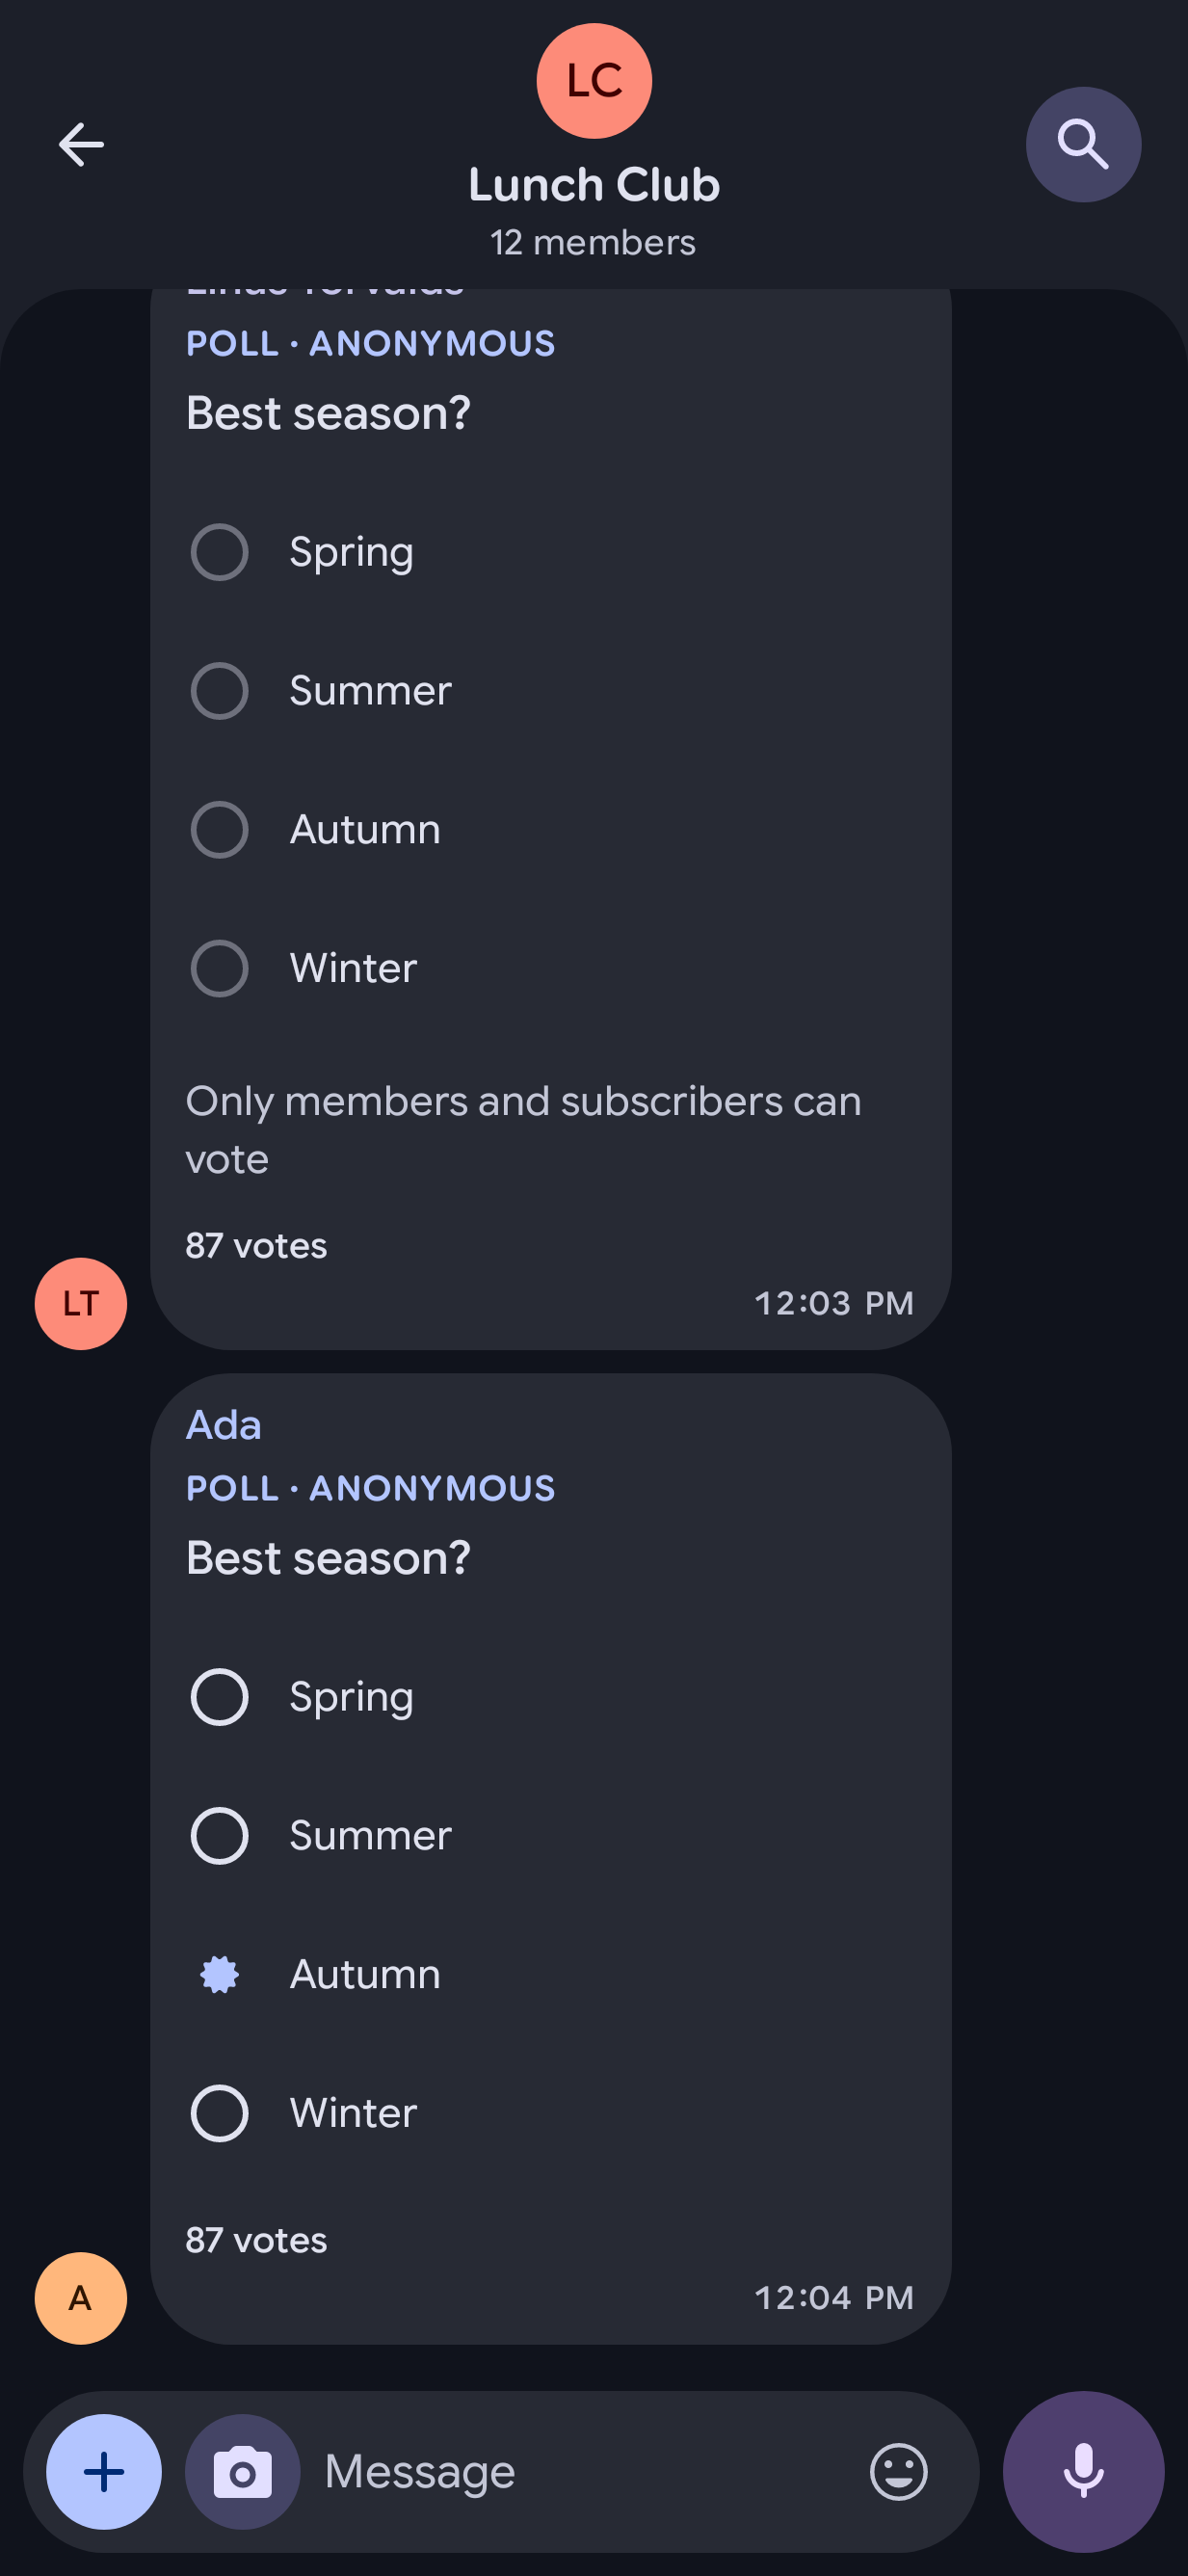 LC
Lunch Club
12 members
POLL · ANONYMOUS
Best season?
Spring
Summer
Autumn
Winter
Only members and subscribers can
vote
87 votes
LT
12:03 PM
Ada
POLL · ANONYMOUS
Best season?
Spring
Summer
Autumn
Winter
87 votes
A
12:04 PM
Message